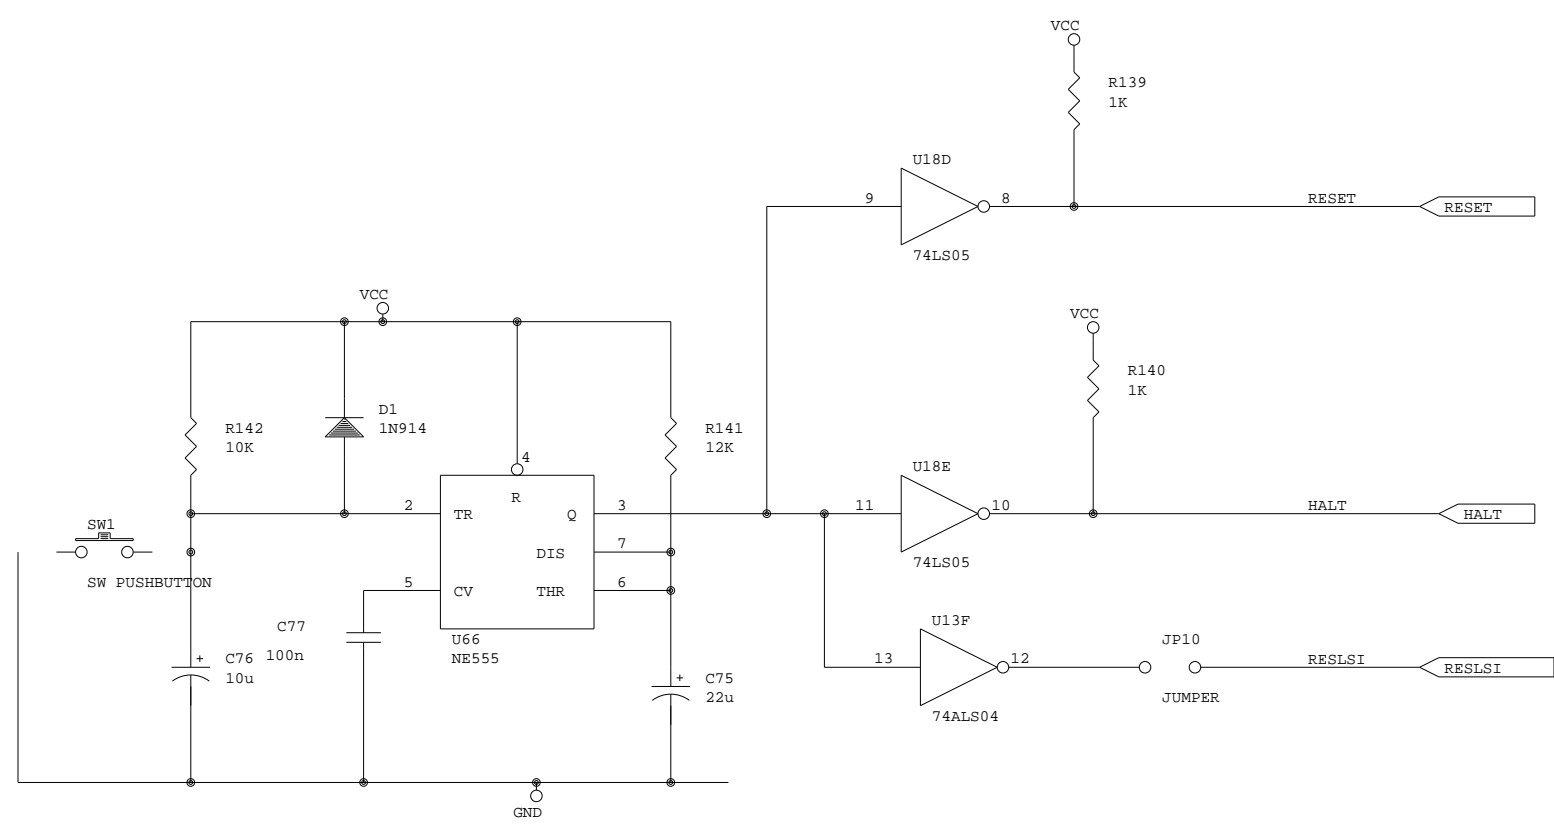 VCC
R139
1K
U18D
9
8
RESET
RESET
74LS05
VCC
VCC
R140
1K
D1
1N914
R142
10K
R141
12K
4
R
U18E
2
TR
Q
3
11
10
HALT
HALT
SW1
DIS
7
74LS05
SW PUSHBUTTON
5
CV
THR
6
C77
100n
U66
NE555
U13F
JP10
C76
10u
13
12
RESLSI
RESLSI
C75
22u
JUMPER
74ALS04
+
+
GND